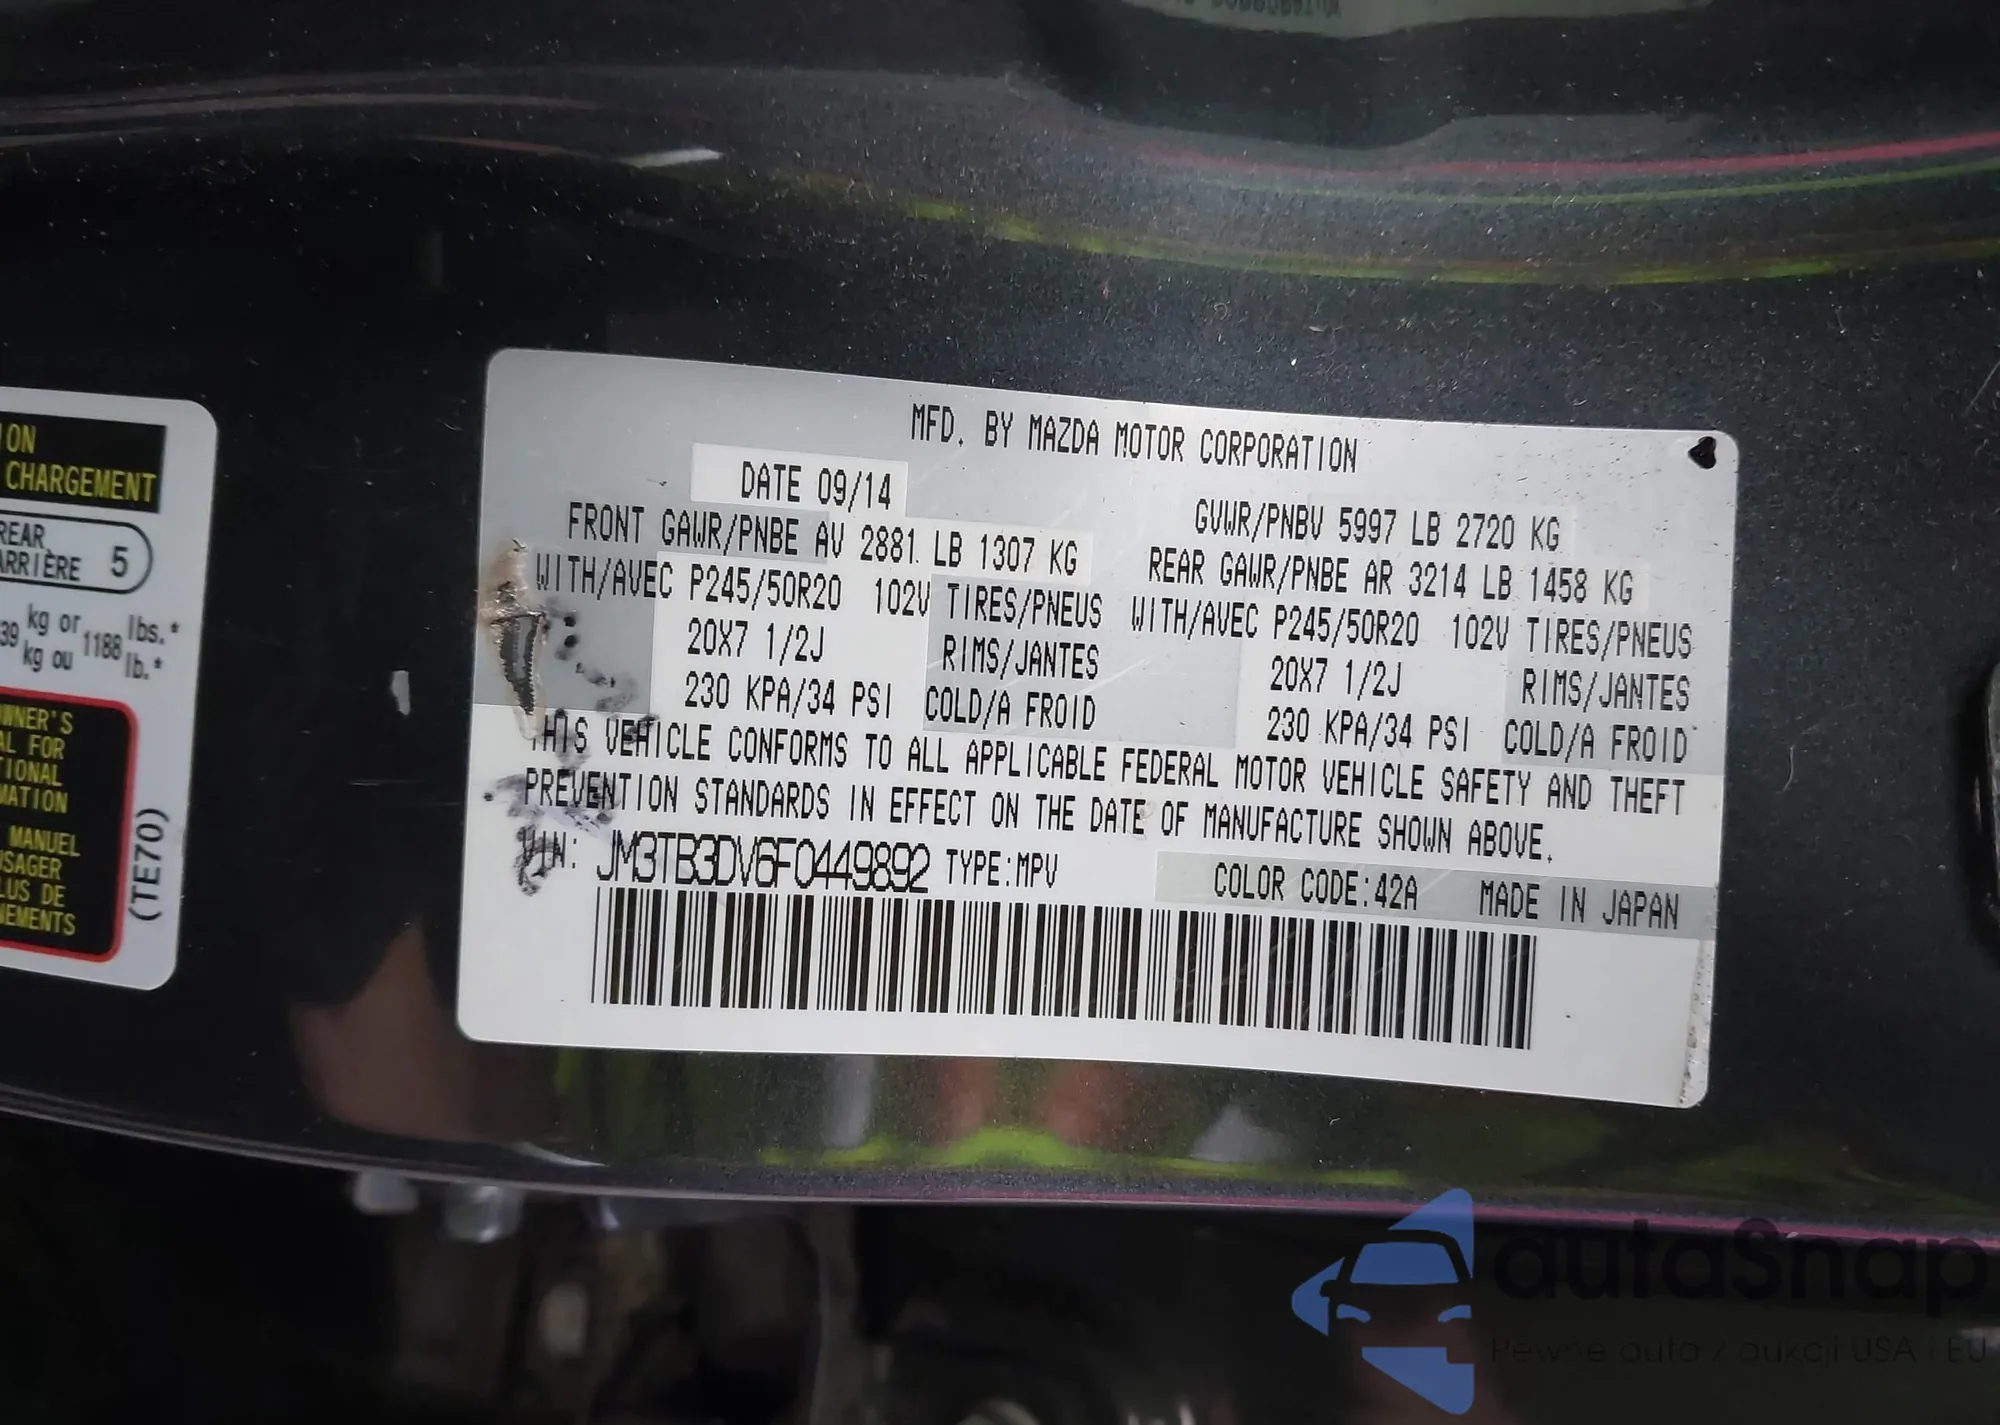 ION
CHARGEMENT
REAR
ARRIÈRE 5
39 kg or 1188 lbs.*
kg ou lb.*
OWNER'S
AL FOR
TIONAL
MATION
MANUEL
USAGER
LUS DE
NEMENTS
(TE70)
MFD. BY MAZDA MOTOR CORPORATION
DATE 09/14
GVWR/PNBV 5997 LB 2720 KG
FRONT GAWR/PNBE AV 2881 LB 1307 KG
REAR GAWR/PNBE AR 3214 LB 1458 KG
WITH/AVEC P245/50R20 102V TIRES/PNEUS
WITH/AVEC P245/50R20 102V TIRES/PNEUS
20X7 1/2J RIMS/JANTES
20X7 1/2J RIMS/JANTES
230 KPA/34 PSI COLD/A FROID
230 KPA/34 PSI COLD/A FROID
THIS VEHICLE CONFORMS TO ALL APPLICABLE FEDERAL MOTOR VEHICLE SAFETY AND THEFT
PREVENTION STANDARDS IN EFFECT ON THE DATE OF MANUFACTURE SHOWN ABOVE.
VIN: JM3TB3DV6F0449892 TYPE:MPV
COLOR CODE:42A MADE IN JAPAN
autoSnap
Pewne auta z aukcji USA i EU